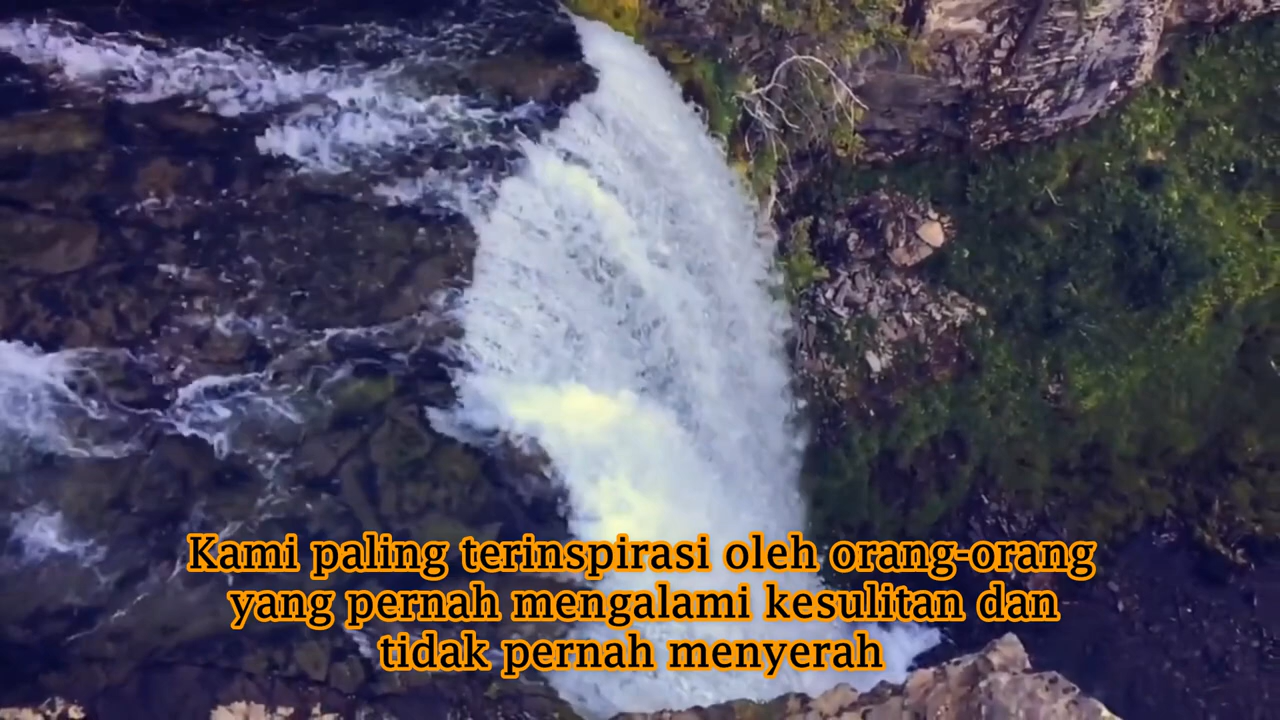 Kami paling terinspirasi oleh orang-orang
yang pernah mengalami kesulitan dan
tidak pernah menyerah